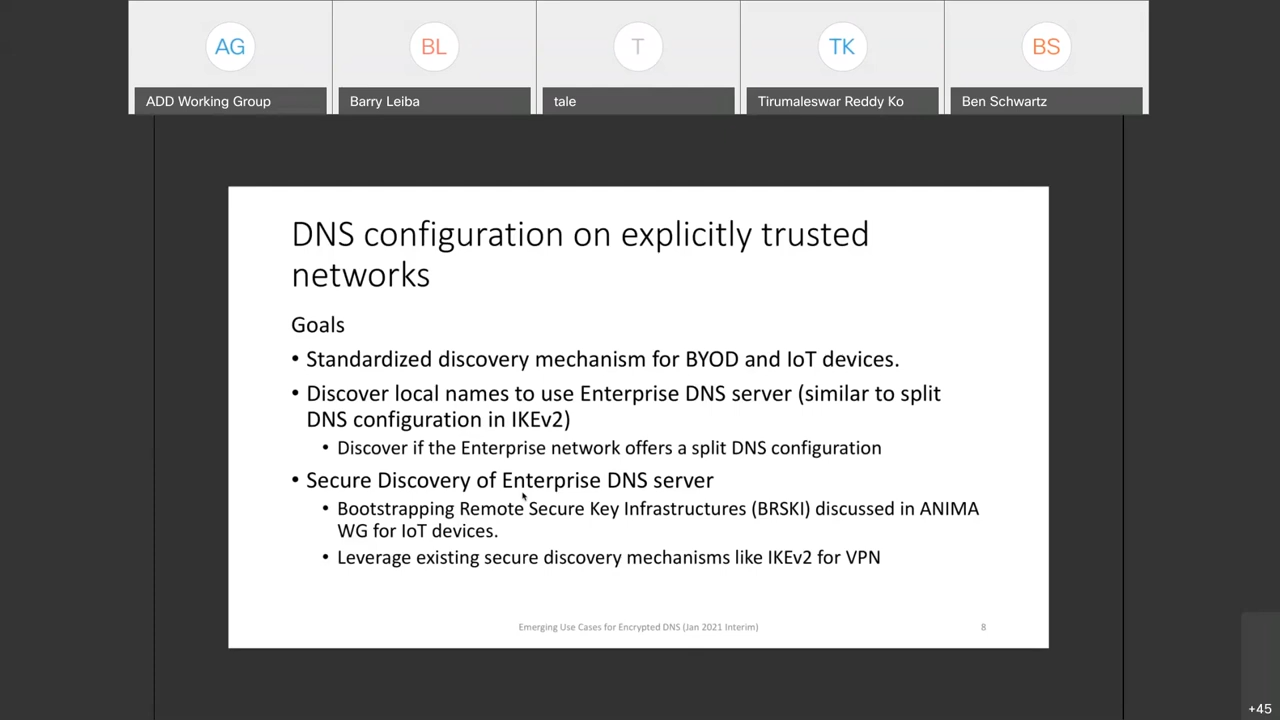 AG
BL
T
TK
BS
ADD Working Group
Barry Leiba
tale
Tirumaleswar Reddy Ko
Ben Schwartz
DNS configuration on explicitly trusted
networks
Goals
• Standardized discovery mechanism for BYOD and IoT devices.
• Discover local names to use Enterprise DNS server (similar to split
DNS configuration in IKEv2)
• Discover if the Enterprise network offers a split DNS configuration
• Secure Discovery of Enterprise DNS server
• Bootstrapping Remote Secure Key Infrastructures (BRSKI) discussed in ANIMA
WG for IoT devices.
• Leverage existing secure discovery mechanisms like IKEv2 for VPN
Emerging Use Cases for Encrypted DNS (Jan 2021 Interim)
8
+45